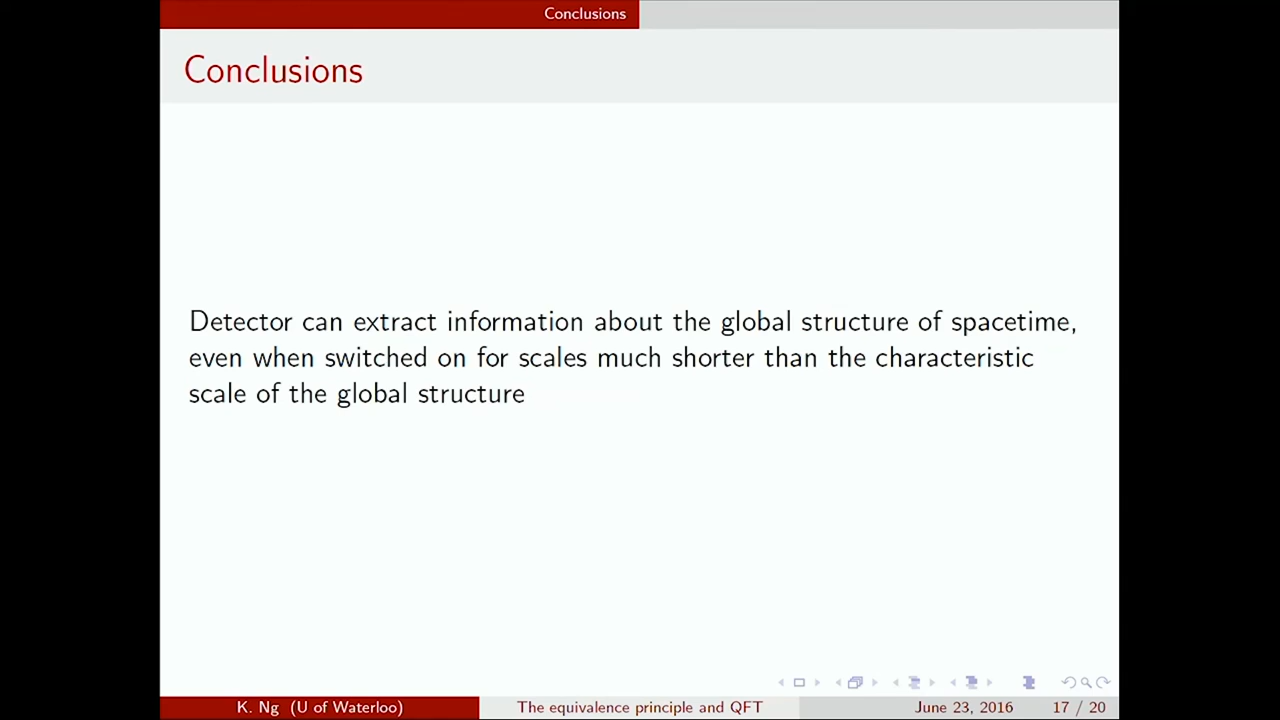 Conclusions
Conclusions
Detector can extract information about the global structure of spacetime,
even when switched on for scales much shorter than the characteristic
scale of the global structure
K. Ng (U of Waterloo)
The equivalence principle and QFT
June 23, 2016
17 / 20